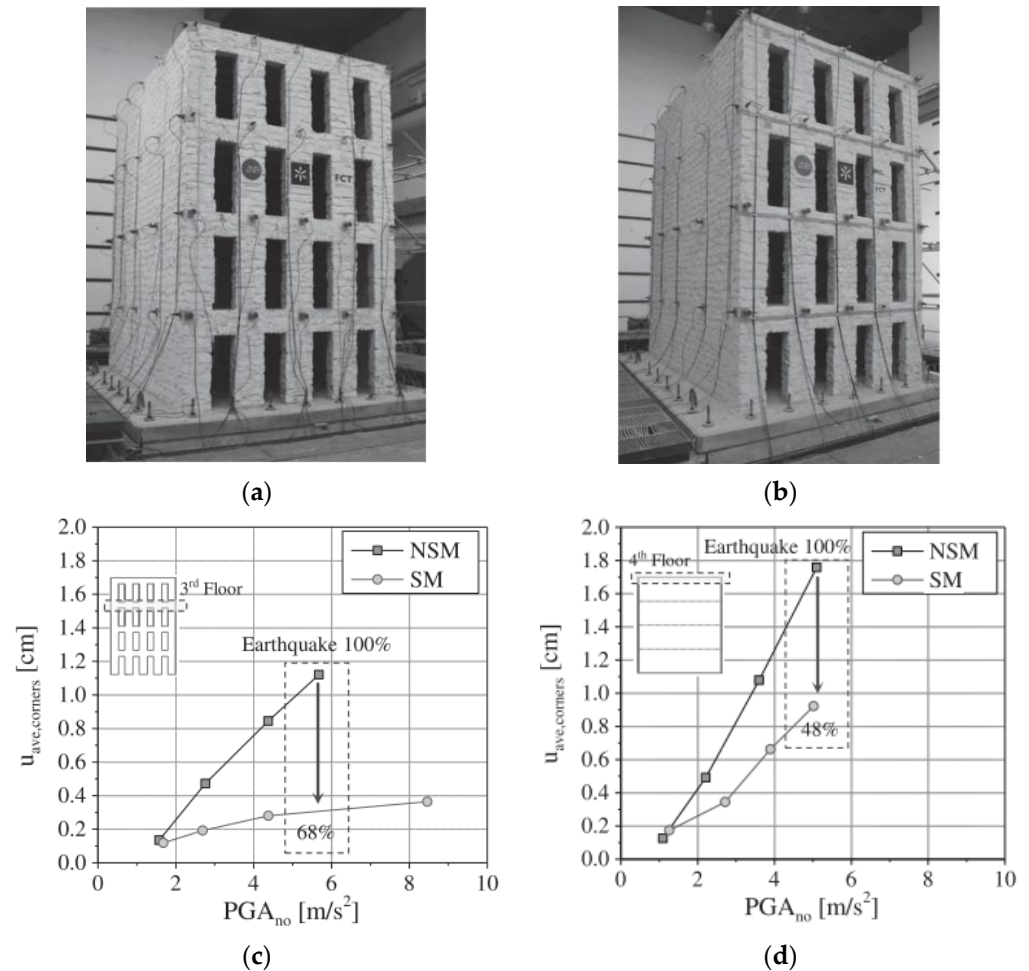 FCT
FCT
(a)
(b)
2.0
1.8
1.6
1.4
1.2
1.0
0.8
0.6
0.4
0.2
0.0
u_ave,corners [cm]
NSM
SM
3rd Floor
Earthquake 100%
68%
0 2 4 6 8 10
PGA_no [m/s²]
(c)
2.0
1.8
1.6
1.4
1.2
1.0
0.8
0.6
0.4
0.2
0.0
u_ave,corners [cm]
Earthquake 100%
NSM
SM
4th Floor
48%
0 2 4 6 8 10
PGA_no [m/s²]
(d)